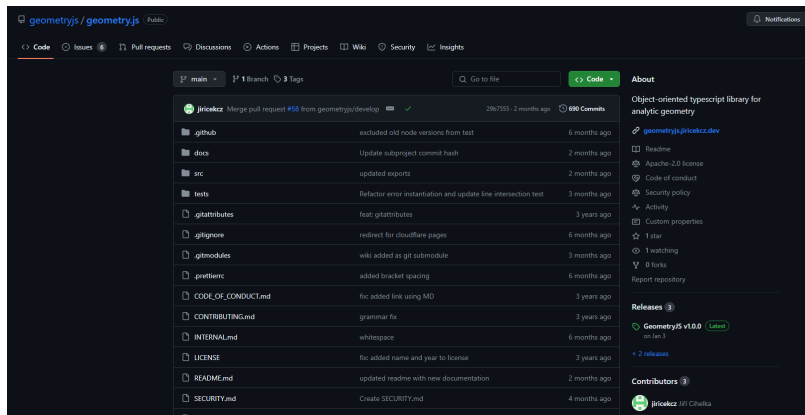 geometryjs / geometry.js Public
Notifications
Code
Issues 6
Pull requests
Discussions
Actions
Projects
Wiki
Security
Insights
main
1 Branch
3 Tags
Go to file
Code
jiricekcz Merge pull request #58 from geometryjs/develop
29b7555 · 2 months ago
690 Commits
.github excluded old node versions from test 6 months ago
docs Update subproject commit hash 2 months ago
src updated exports 2 months ago
tests Refactor error instantiation and update line intersection test 3 months ago
.gitattributes feat: gitattributes 3 years ago
.gitignore redirect for cloudflare pages 6 months ago
.gitmodules wiki added as git submodule 3 months ago
.prettierrc added bracket spacing 6 months ago
CODE_OF_CONDUCT.md fix: added link using MD 3 years ago
CONTRIBUTING.md grammar fix 3 years ago
INTERNAL.md whitespace 6 months ago
LICENSE fix: added name and year to license 3 years ago
README.md updated readme with new documentation 2 months ago
SECURITY.md Create SECURITY.md 4 months ago
About
Object-oriented typescript library for
analytic geometry
geometryjs.jiricekcz.dev
Readme
Apache-2.0 license
Code of conduct
Security policy
Activity
Custom properties
1 star
1 watching
0 forks
Report repository
Releases 3
GeometryJS v1.0.0 Latest
on Jan 3
+ 2 releases
Contributors 3
jiricekcz Jiří Cihelka